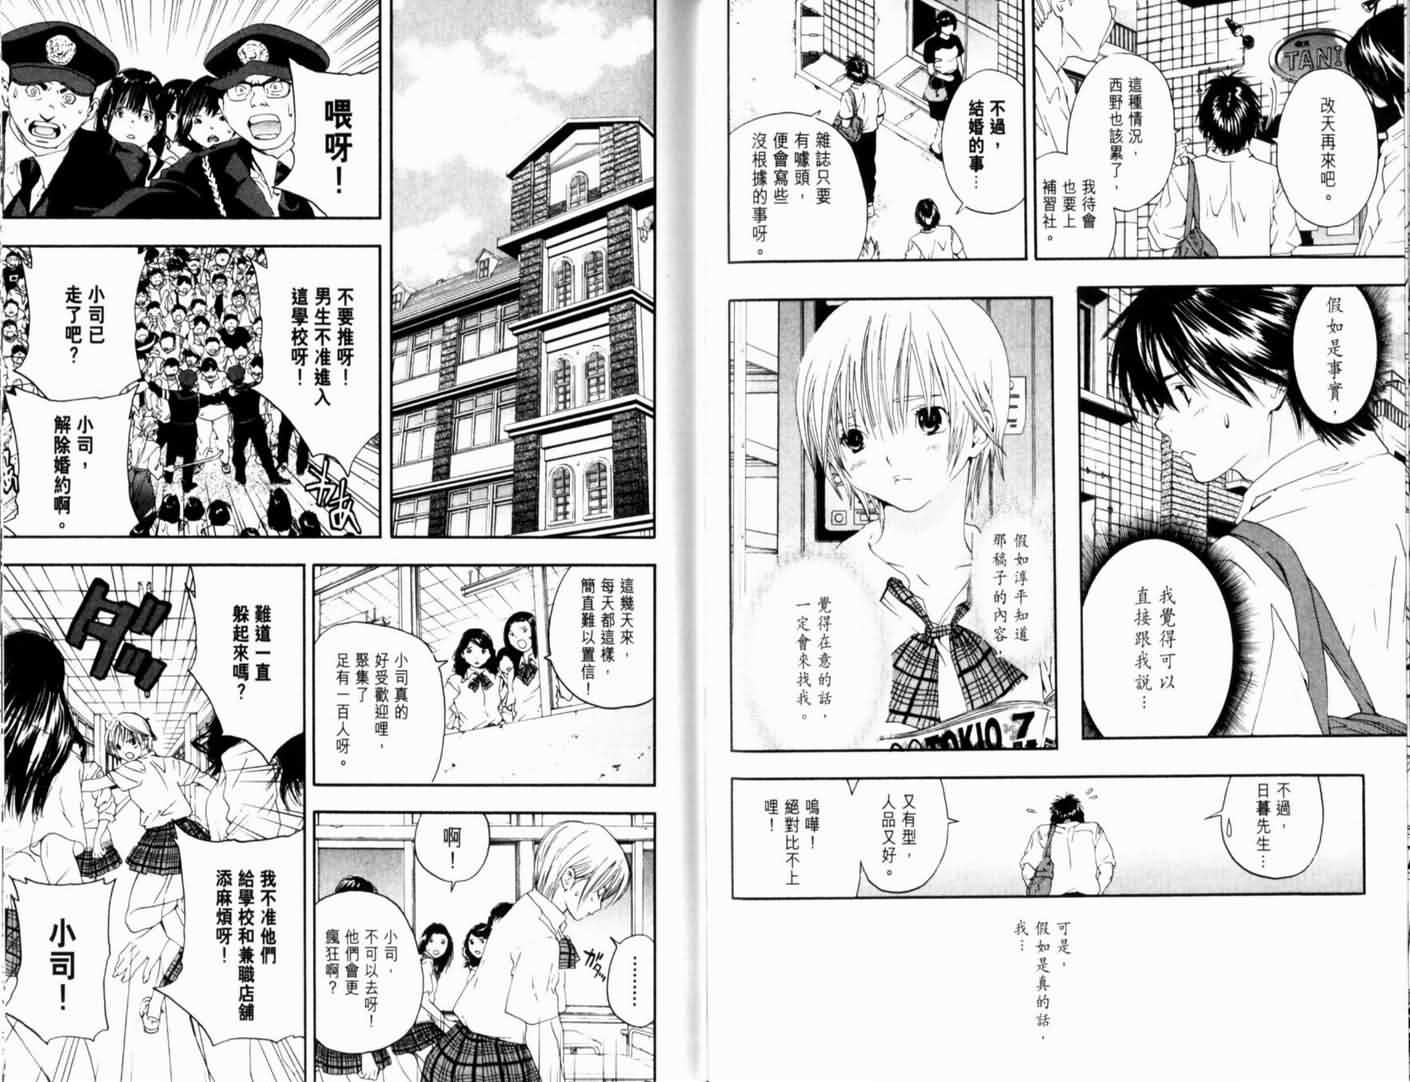 TANI
改天再來吧。
這種情況，
西野也該累了，
我待會
也要上
補習社。
不過，
結婚的事…
雜誌只要
有噱頭，
便會寫些
沒根據的事呀。
假如是事實，
我覺得可以
直接跟我說…
假如淳平知道
那稿子的內容，
覺得在意的話，
一定會來找我。
TOKIO
7
不過，
日暮先生…
又有型，
人品又好。
嗚嘩！
絕對比不上
哩！
可是，
假如是真的話，
我…
喂呀！
不要推呀！
男生不准進入
這學校呀！
小司已
走了吧？
小司，
解除婚約啊。
這幾天來，
每天都這樣，
簡直難以置信！
小司真的
好受歡迎哩，
聚集了
足有一百人呀。
………
ガタッ
啊！
小司，
不可以去呀！
他們會更
瘋狂啊？
難道一直
躲起來嗎？
ダッ
我不准他們
給學校和兼職店舖
添麻煩呀！
小司！